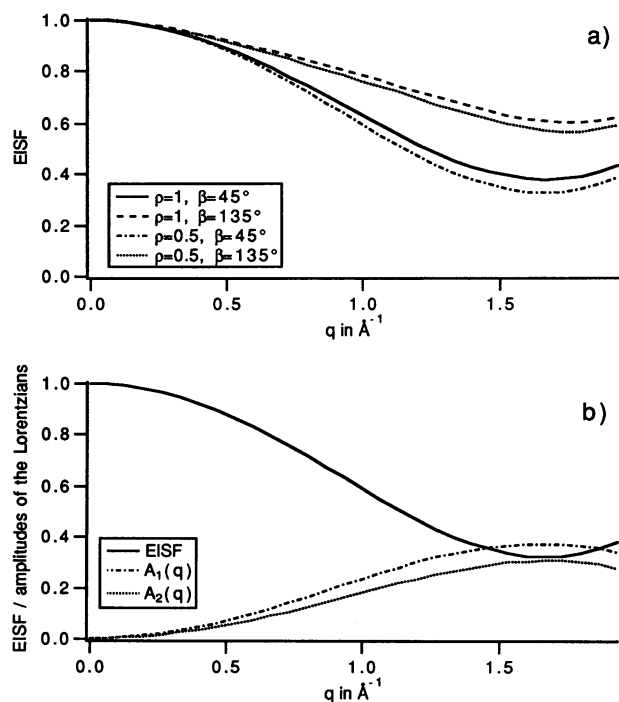 a)
EISF
1.0
0.8
0.6
0.4
0.2
0.0
ρ=1, β=45°
ρ=1, β=135°
ρ=0.5, β=45°
ρ=0.5, β=135°
0.0 0.5 1.0 1.5
q in Å⁻¹
b)
EISF / amplitudes of the Lorentzians
1.0
0.8
0.6
0.4
0.2
0.0
EISF
A₁(q)
A₂(q)
0.0 0.5 1.0 1.5
q in Å⁻¹